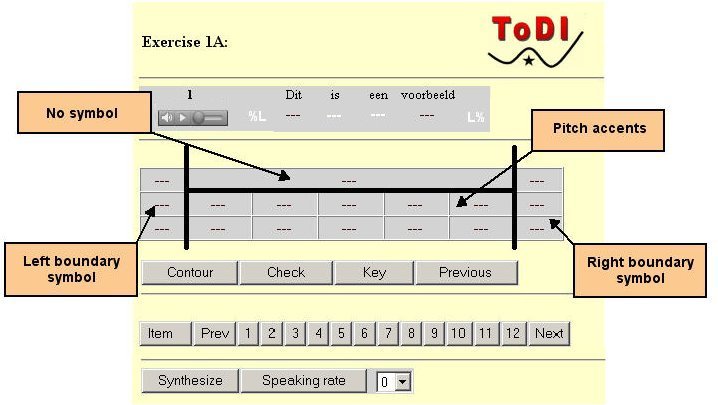 Exercise 1A:
ToDI
1 Dit is een voorbeeld
%L --- --- --- --- L%
No symbol
Pitch accents
--- --- ---
--- --- --- --- --- --- ---
--- --- --- --- --- --- ---
Left boundary
symbol
Right boundary
symbol
Contour Check Key Previous
Item Prev 1 2 3 4 5 6 7 8 9 10 11 12 Next
Synthesize Speaking rate 0